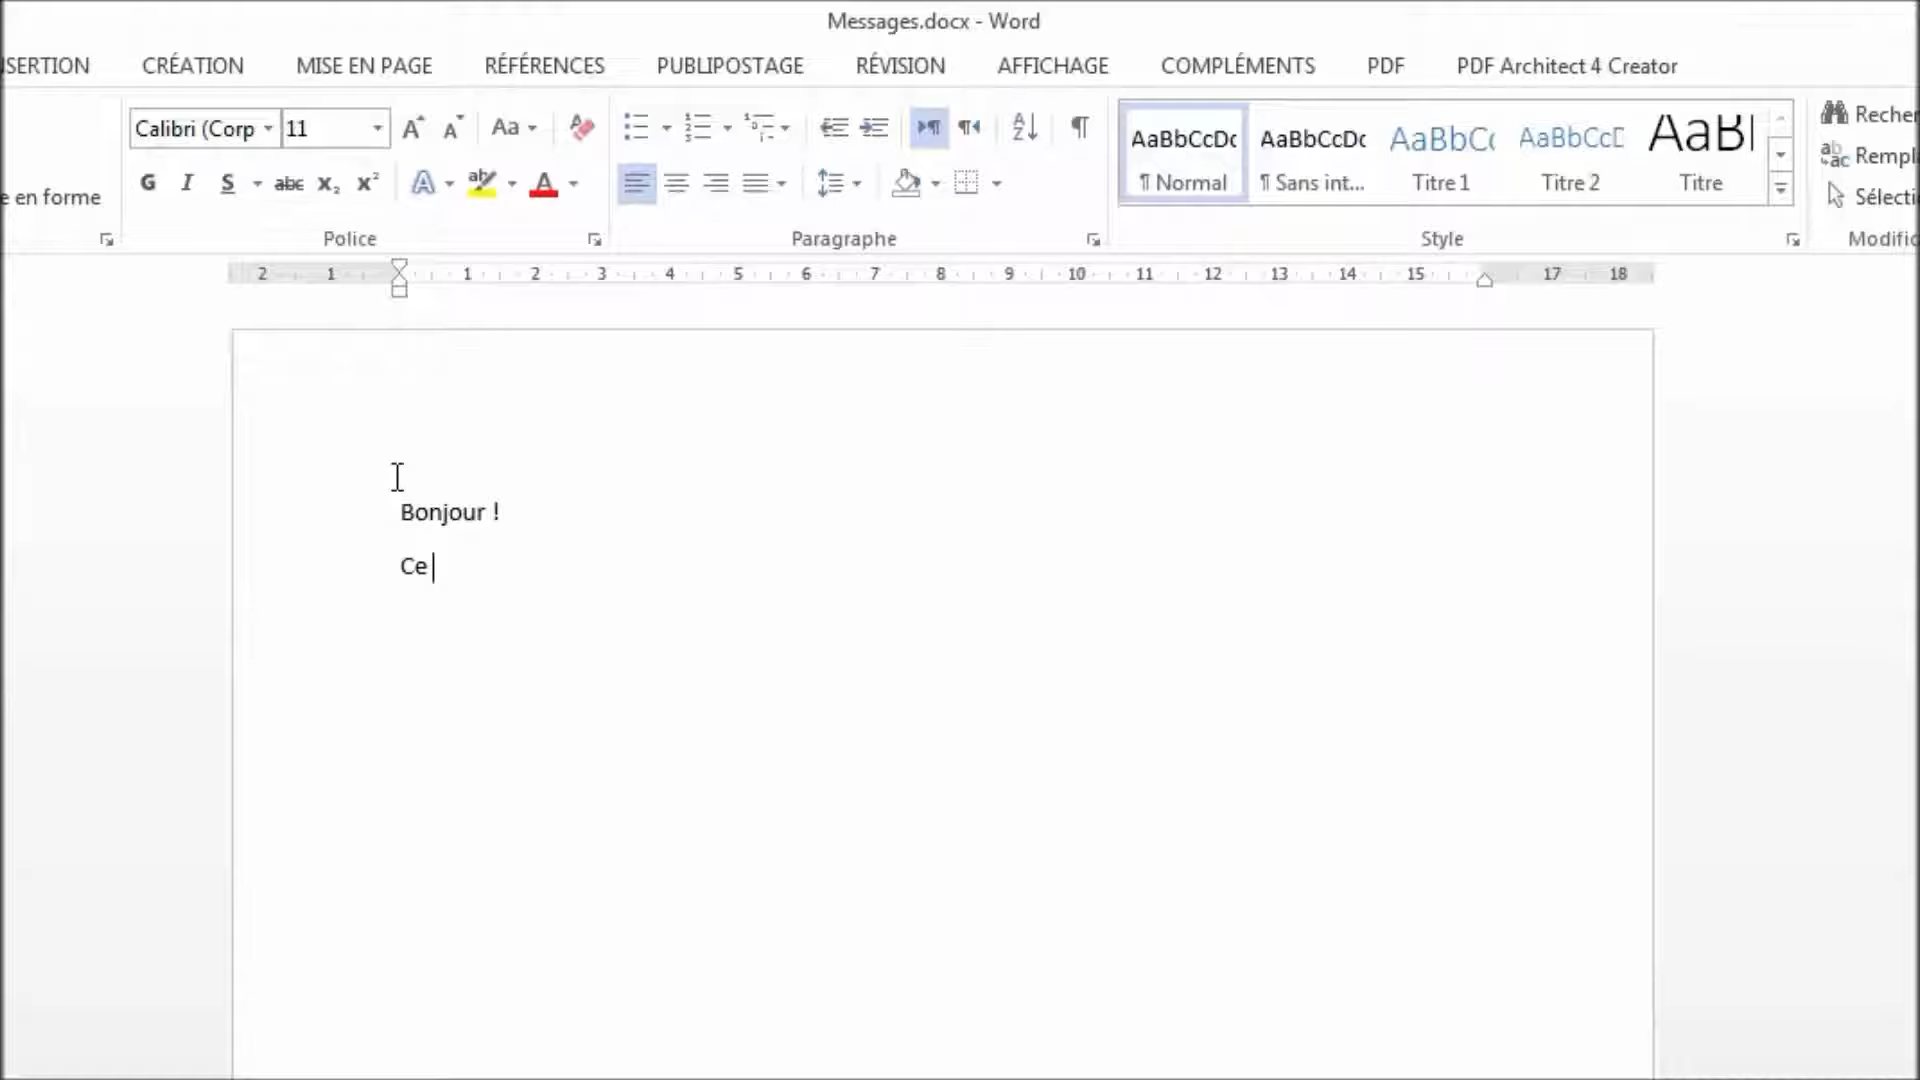 Messages.docx - Word
CRÉATION MISE EN PAGE RÉFÉRENCES PUBLIPOSTAGE RÉVISION AFFICHAGE COMPLÉMENTS PDF PDF Architect 4 Creator
Calibri (Corp 11 Aa
AaBbCcDc AaBbCcDc AaBbC AaBbCcD AaB
¶ Normal ¶ Sans int... Titre 1 Titre 2 Titre
Recher
Rempl
Sélecti
G I S abc X₂ X² A ab A
e en forme
Police Paragraphe Style Modific
2 1 1 2 3 4 5 6 7 8 9 10 11 12 13 14 15 17 18
Bonjour !
Ce